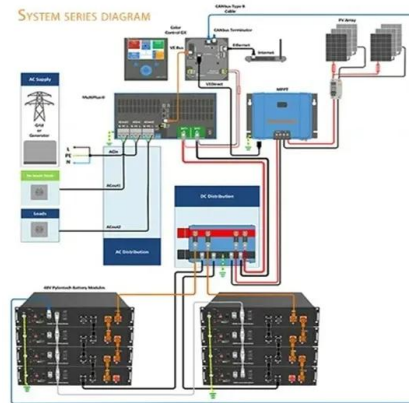 SYSTEM SERIES DIAGRAM
CANbus Type B
Cable
Color
Control GX
CANbus Terminator
VE Bus
Ethernet
Internet
PV Array
AC Supply
MultiPlus-II
VE.Direct
MPPT
Grid
or
Generator
L
PE
N
ACin
ACout1
Loads
ACout2
AC Distribution
DC Distribution
48V Pylontech Battery Modules